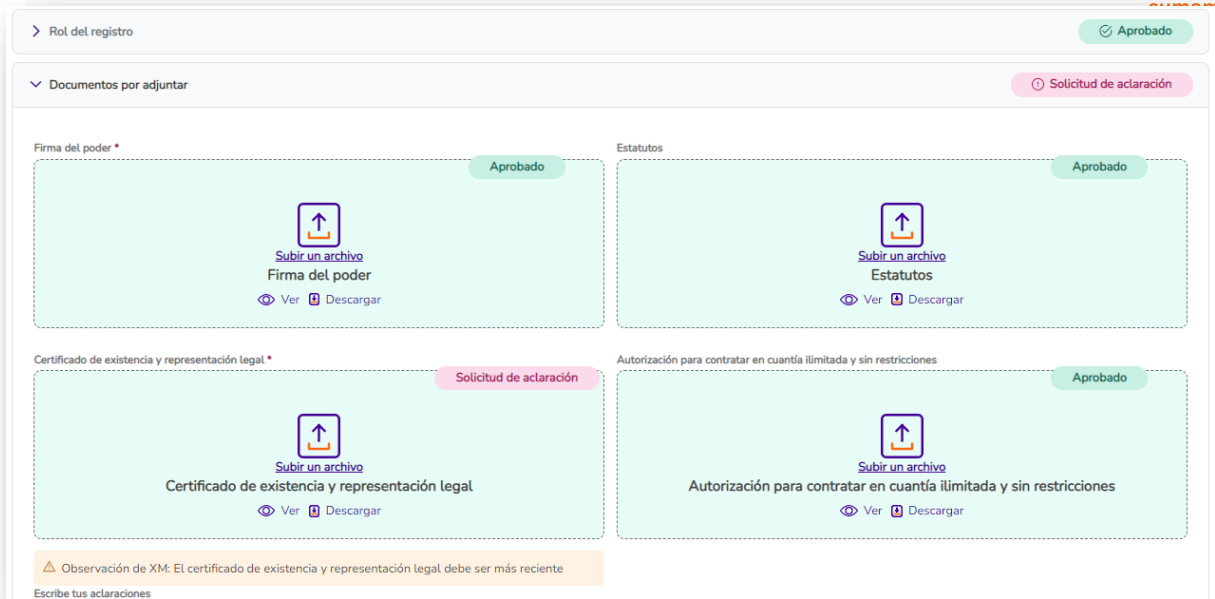 Rol del registro
Aprobado
Documentos por adjuntar
Solicitud de aclaración
Firma del poder *
Estatutos
Aprobado
Aprobado
Subir un archivo
Subir un archivo
Firma del poder
Estatutos
Ver Descargar
Ver Descargar
Certificado de existencia y representación legal *
Autorización para contratar en cuantía ilimitada y sin restricciones
Solicitud de aclaración
Aprobado
Subir un archivo
Subir un archivo
Certificado de existencia y representación legal
Autorización para contratar en cuantía ilimitada y sin restricciones
Ver Descargar
Ver Descargar
Observación de XM: El certificado de existencia y representación legal debe ser más reciente
Escribe tus aclaraciones